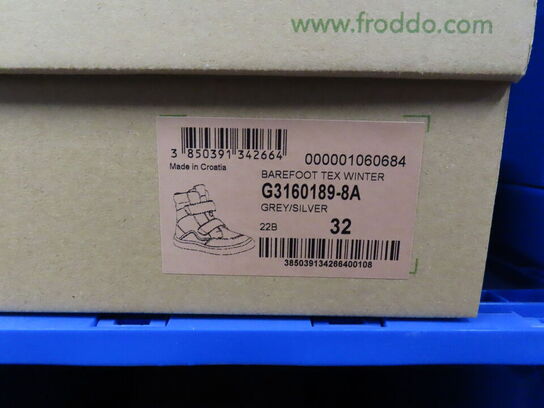 www.froddo.com
3 850391 342664
000001060684
Made in Croatia
BAREFOOT TEX WINTER
G3160189-8A
GREY/SILVER
22B 32
385039134266400108